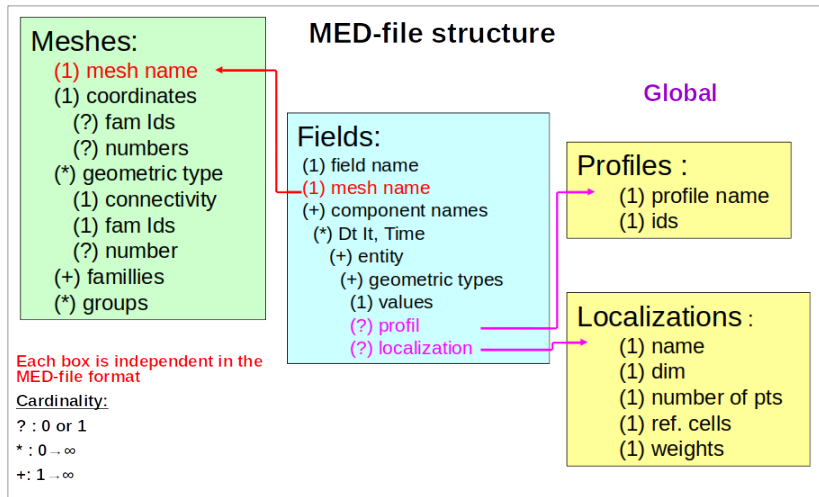 MED-file structure
Meshes:
(1) mesh name
(1) coordinates
(?) fam Ids
(?) numbers
(*) geometric type
(1) connectivity
(1) fam Ids
(?) number
(+) famillies
(*) groups
Global
Fields:
(1) field name
(1) mesh name
(+) component names
(*) Dt It, Time
(+) entity
(+) geometric types
(1) values
(?) profil
(?) localization
Profiles :
(1) profile name
(1) ids
Localizations :
(1) name
(1) dim
(1) number of pts
(1) ref. cells
(1) weights
Each box is independent in the
MED-file format
Cardinality:
? : 0 or 1
* : 0→∞
+: 1→∞